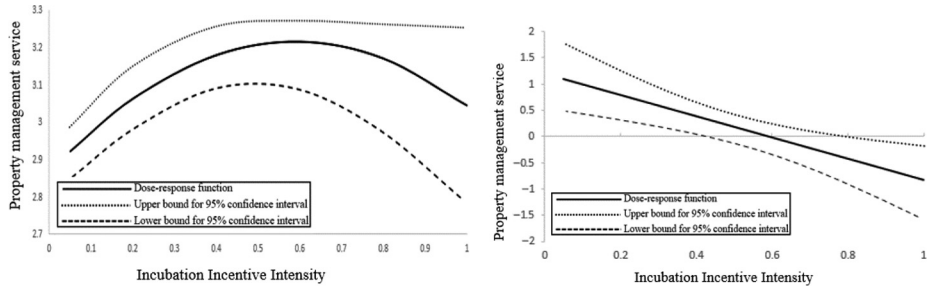 Property management service
3.3
3.2
3.1
3
2.9
2.8
2.7
Dose-response function
Upper bound for 95% confidence interval
Lower bound for 95% confidence interval
0 0.1 0.2 0.3 0.4 0.5 0.6 0.7 0.8 0.9 1
Incubation Incentive Intensity
Property management service
2
1.5
1
0.5
0
−0.5
−1
−1.5
−2
0 0.2 0.4 0.6 0.8 1
Dose-response function
Upper bound for 95% confidence interval
Lower bound for 95% confidence interval
Incubation Incentive Intensity